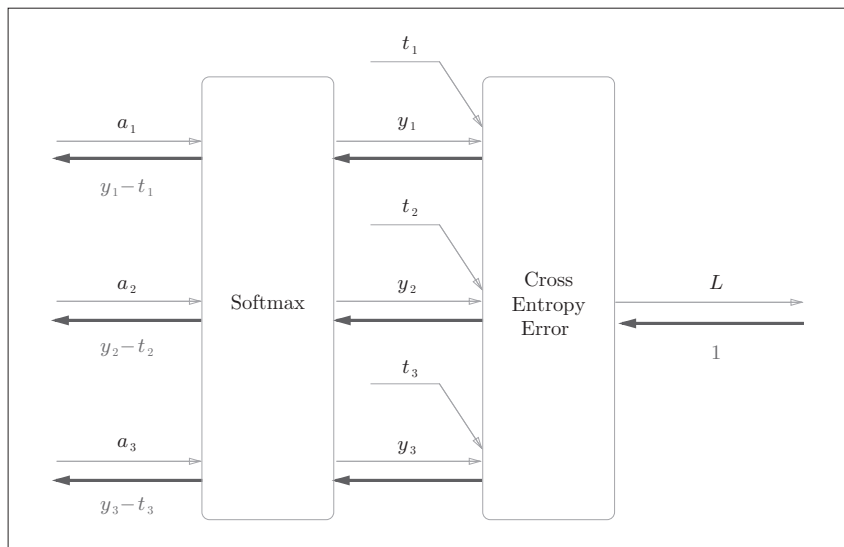 t₁
a₁
y₁
y₁−t₁
t₂
a₂
y₂
Softmax
Cross
Entropy
Error
L
y₂−t₂
1
t₃
a₃
y₃
y₃−t₃